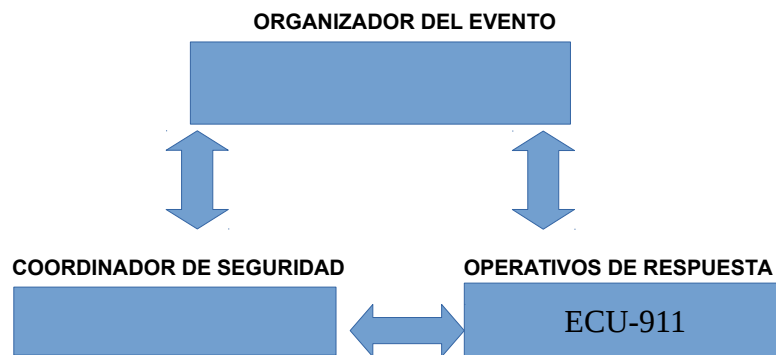 ORGANIZADOR DEL EVENTO
COORDINADOR DE SEGURIDAD
OPERATIVOS DE RESPUESTA
ECU-911